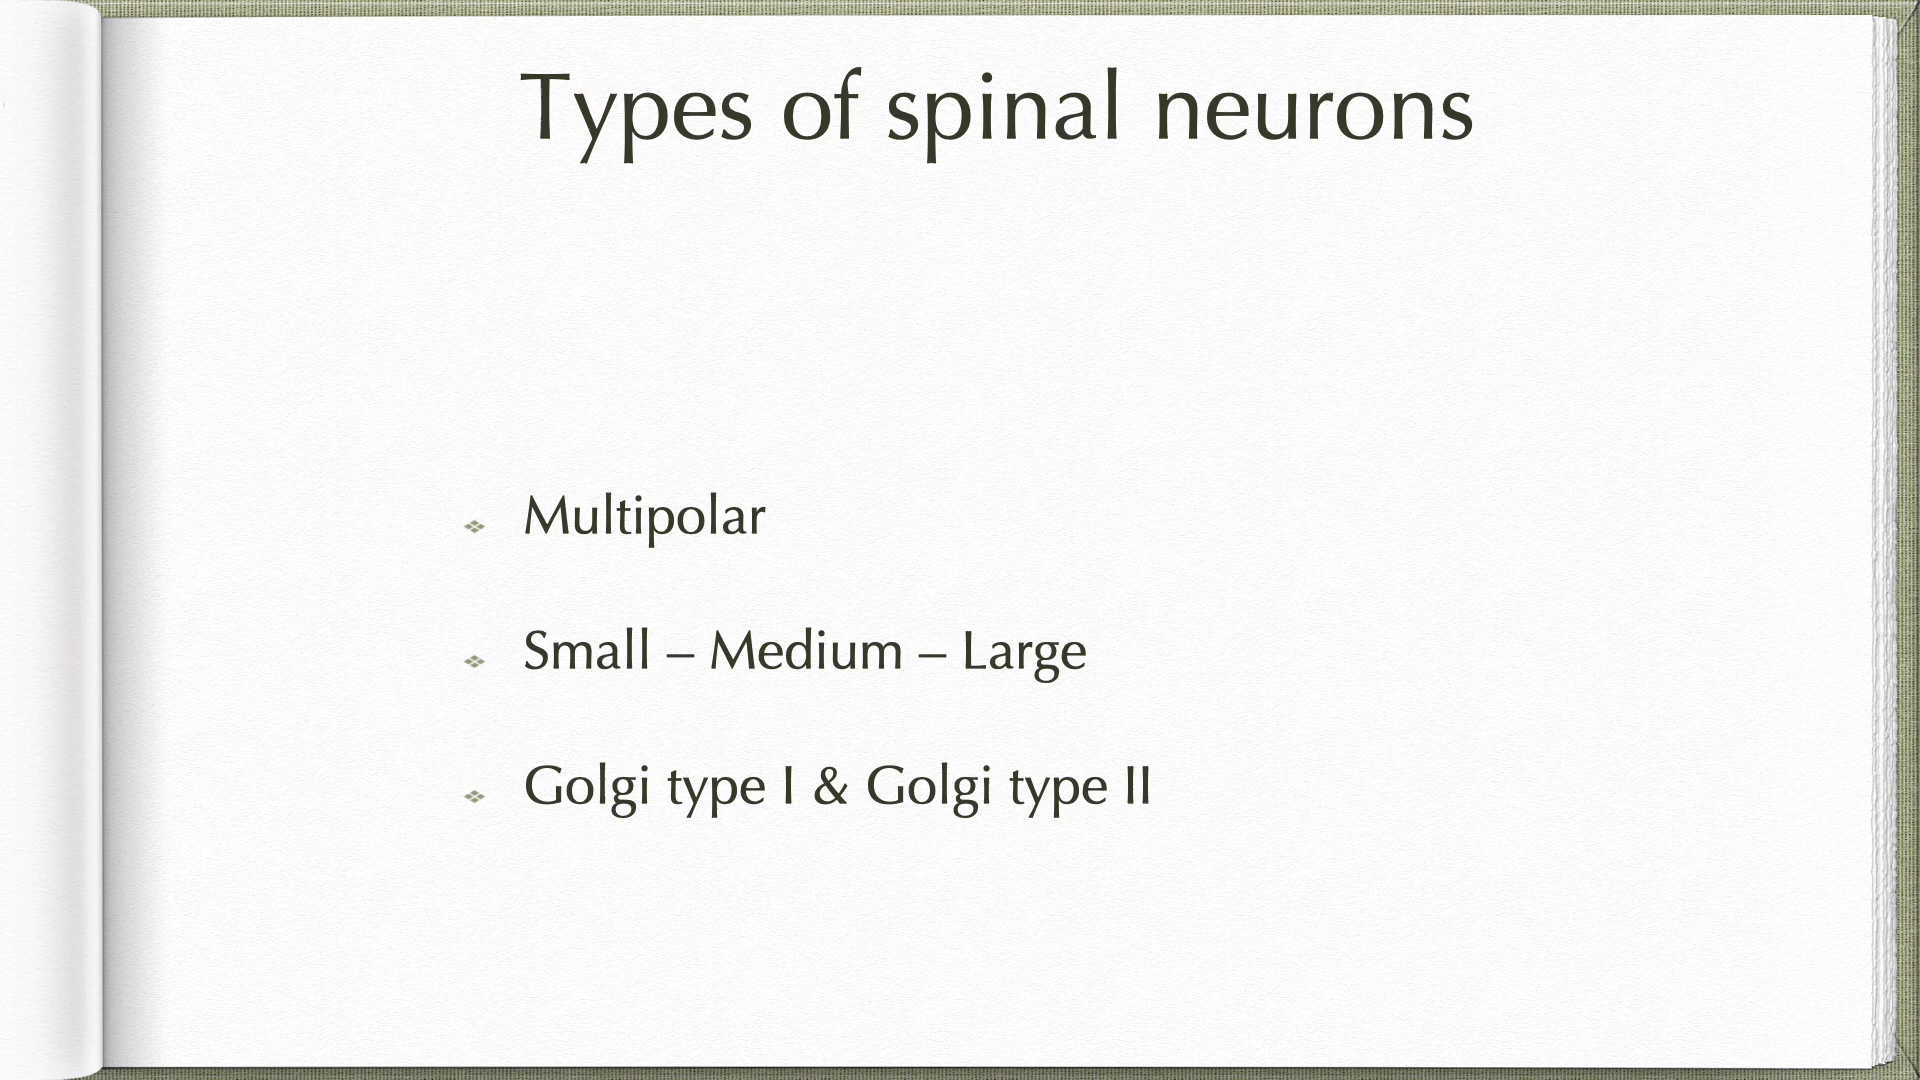 Types of spinal neurons
Multipolar
Small – Medium – Large
Golgi type I & Golgi type II